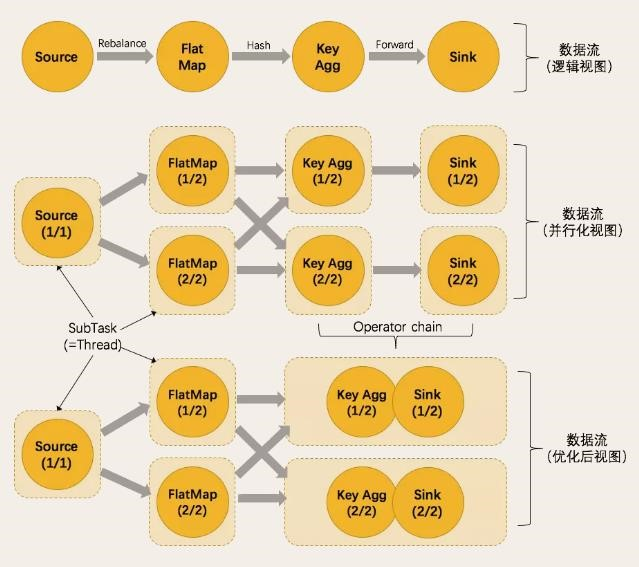 Rebalance
Hash
Forward
Source
Flat
Map
Key
Agg
Sink
数据流
(逻辑视图)
FlatMap
(1/2)
Key Agg
(1/2)
Sink
(1/2)
Source
(1/1)
数据流
(并行化视图)
FlatMap
(2/2)
Key Agg
(2/2)
Sink
(2/2)
SubTask
(=Thread)
Operator chain
FlatMap
(1/2)
Key Agg
(1/2)
Sink
(1/2)
Source
(1/1)
数据流
(优化后视图)
FlatMap
(2/2)
Key Agg
(2/2)
Sink
(2/2)